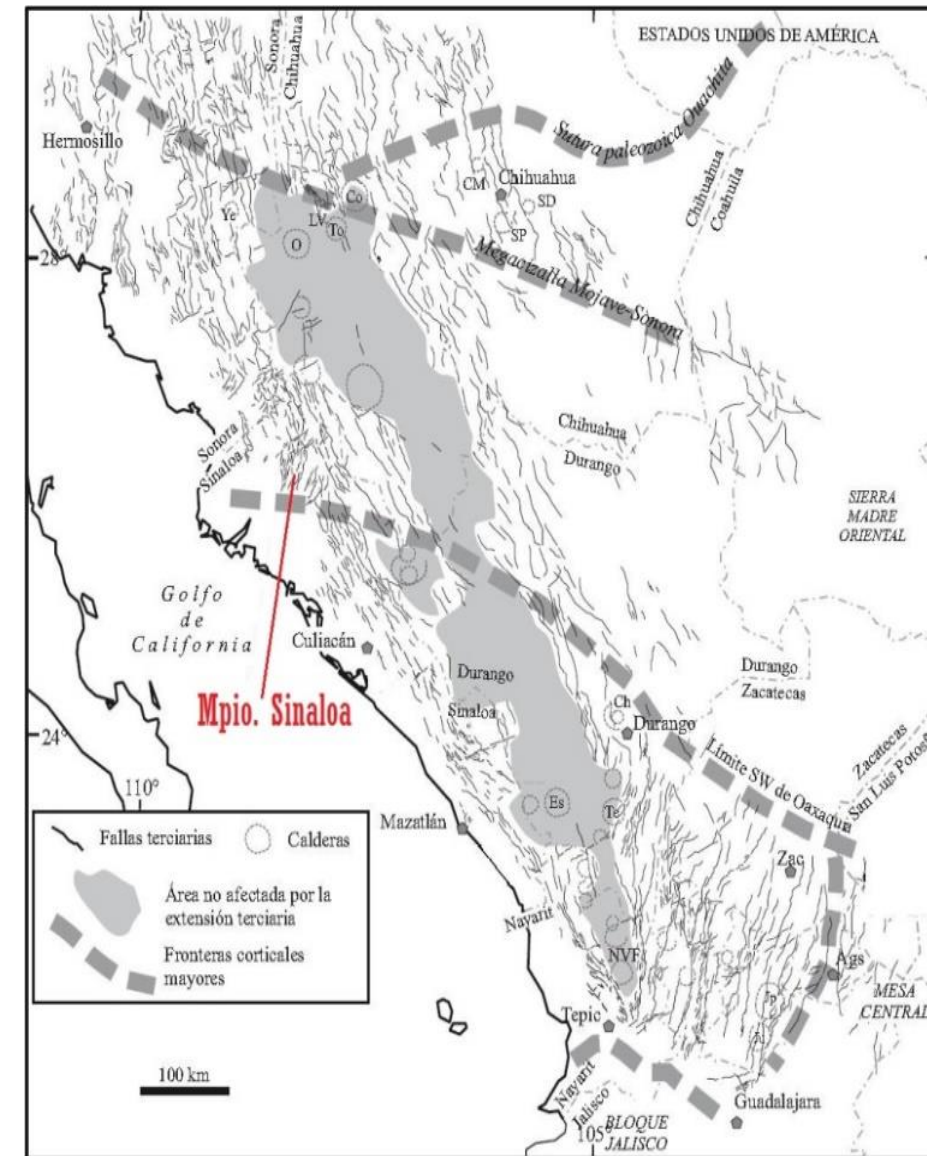 ESTADOS UNIDOS DE AMÉRICA
Sonora
Chihuahua
Hermosillo
Sutura paleozoica Ouachita
CM
Chihuahua
SD
SP
Chihuahua
Coahuila
Ye
Co
LV
To
O
28°
Megacizalla Mojave-Sonora
Sonora
Sinaloa
Chihuahua
Durango
SIERRA
MADRE
ORIENTAL
Golfo
de
California
Culiacán
Mpio. Sinaloa
Durango
Sinaloa
Durango
Zacatecas
Ch
Durango
24°
Límite SW de Oaxaquia
Zacatecas
San Luis Potosí
110°
Mazatlán
Es
Te
Zac
Fallas terciarias
Calderas
Área no afectada por la
extensión terciaria
Fronteras corticales
mayores
Nayarit
NVF
Ags
MESA
CENTRAL
Tepic
100 km
Nayarit
Jalisco
Guadalajara
BLOQUE
JALISCO
105°